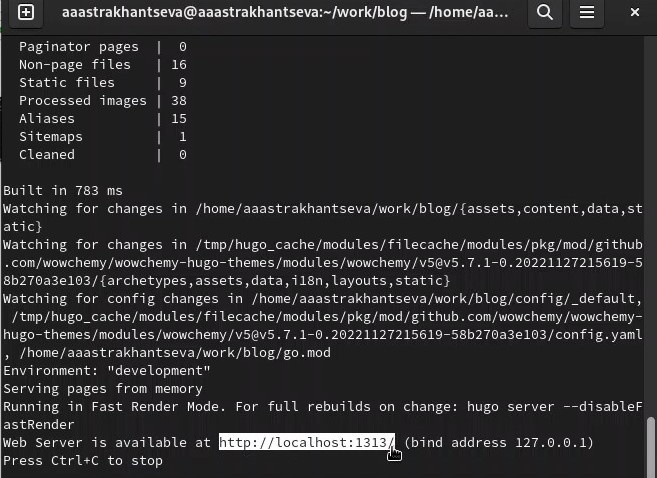 aaastrakhantseva@aaastrakhantseva:~/work/blog — /home/aa...
Paginator pages | 0
Non-page files | 16
Static files | 9
Processed images | 38
Aliases | 15
Sitemaps | 1
Cleaned | 0
Built in 783 ms
Watching for changes in /home/aaastrakhantseva/work/blog/{assets,content,data,st
atic}
Watching for changes in /tmp/hugo_cache/modules/filecache/modules/pkg/mod/github
.com/wowchemy/wowchemy-hugo-themes/modules/wowchemy/v5@v5.7.1-0.20221127215619-5
8b270a3e103/{archetypes,assets,data,i18n,layouts,static}
Watching for config changes in /home/aaastrakhantseva/work/blog/config/_default,
/tmp/hugo_cache/modules/filecache/modules/pkg/mod/github.com/wowchemy/wowchemy-
hugo-themes/modules/wowchemy/v5@v5.7.1-0.20221127215619-58b270a3e103/config.yaml
, /home/aaastrakhantseva/work/blog/go.mod
Environment: "development"
Serving pages from memory
Running in Fast Render Mode. For full rebuilds on change: hugo server --disableF
astRender
Web Server is available at http://localhost:1313/ (bind address 127.0.0.1)
Press Ctrl+C to stop